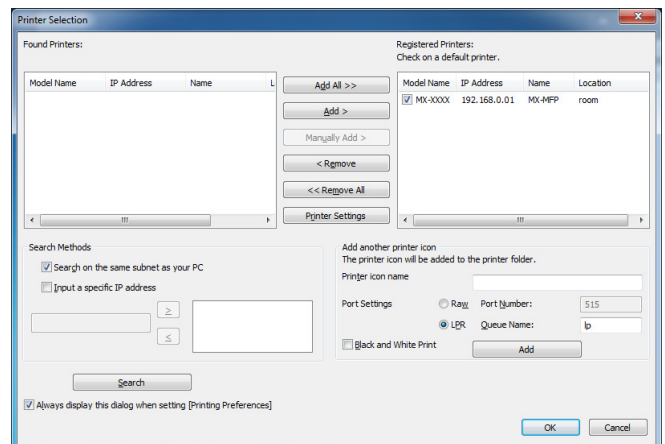 Printer Selection
Found Printers:
Registered Printers:
Check on a default printer.
Model Name IP Address Name L
Model Name IP Address Name Location
MX-XXXX 192.168.0.01 MX-MFP room
Add All >>
Add >
Manually Add >
< Remove
<< Remove All
Printer Settings
Search Methods
Search on the same subnet as your PC
Input a specific IP address
≥
≤
Search
Add another printer icon
The printer icon will be added to the printer folder.
Printer icon name
Port Settings Raw Port Number: 515
LPR Queue Name: lp
Black and White Print Add
Always display this dialog when setting [Printing Preferences]
OK Cancel